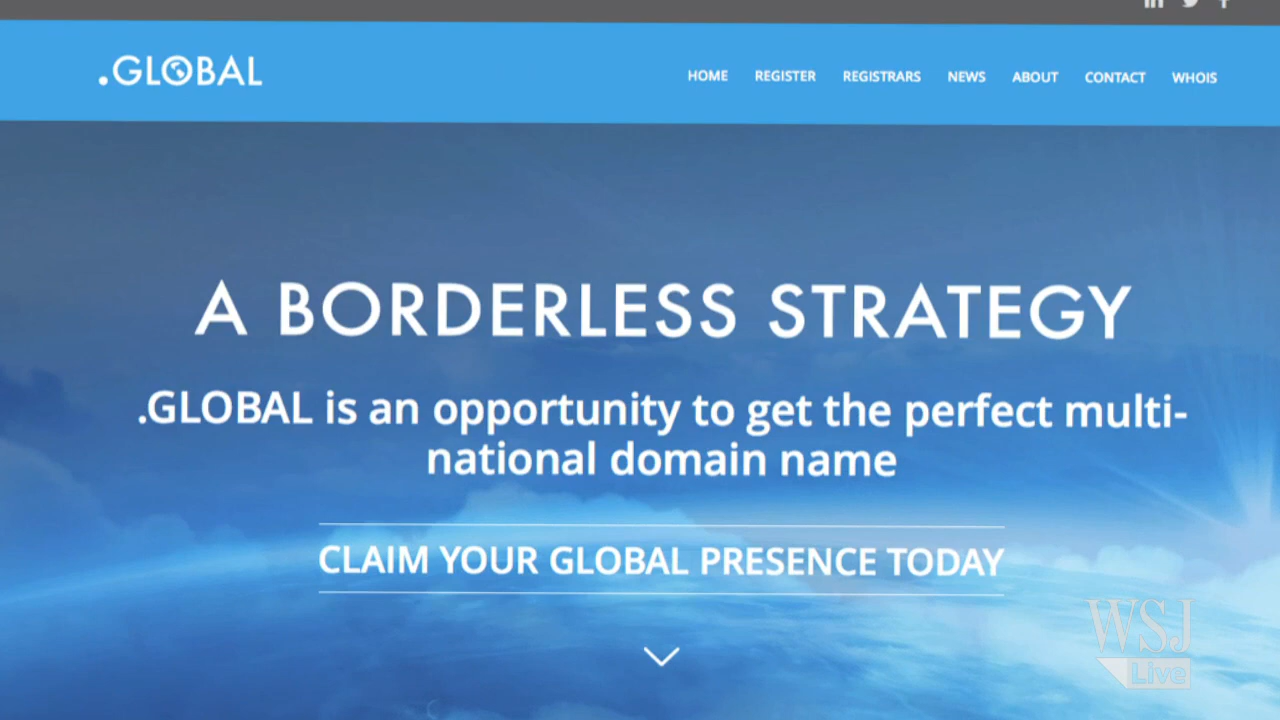 .GLOBAL
HOME REGISTER REGISTRARS NEWS ABOUT CONTACT WHOIS
A BORDERLESS STRATEGY
.GLOBAL is an opportunity to get the perfect multi-
national domain name
CLAIM YOUR GLOBAL PRESENCE TODAY
WSJ
Live